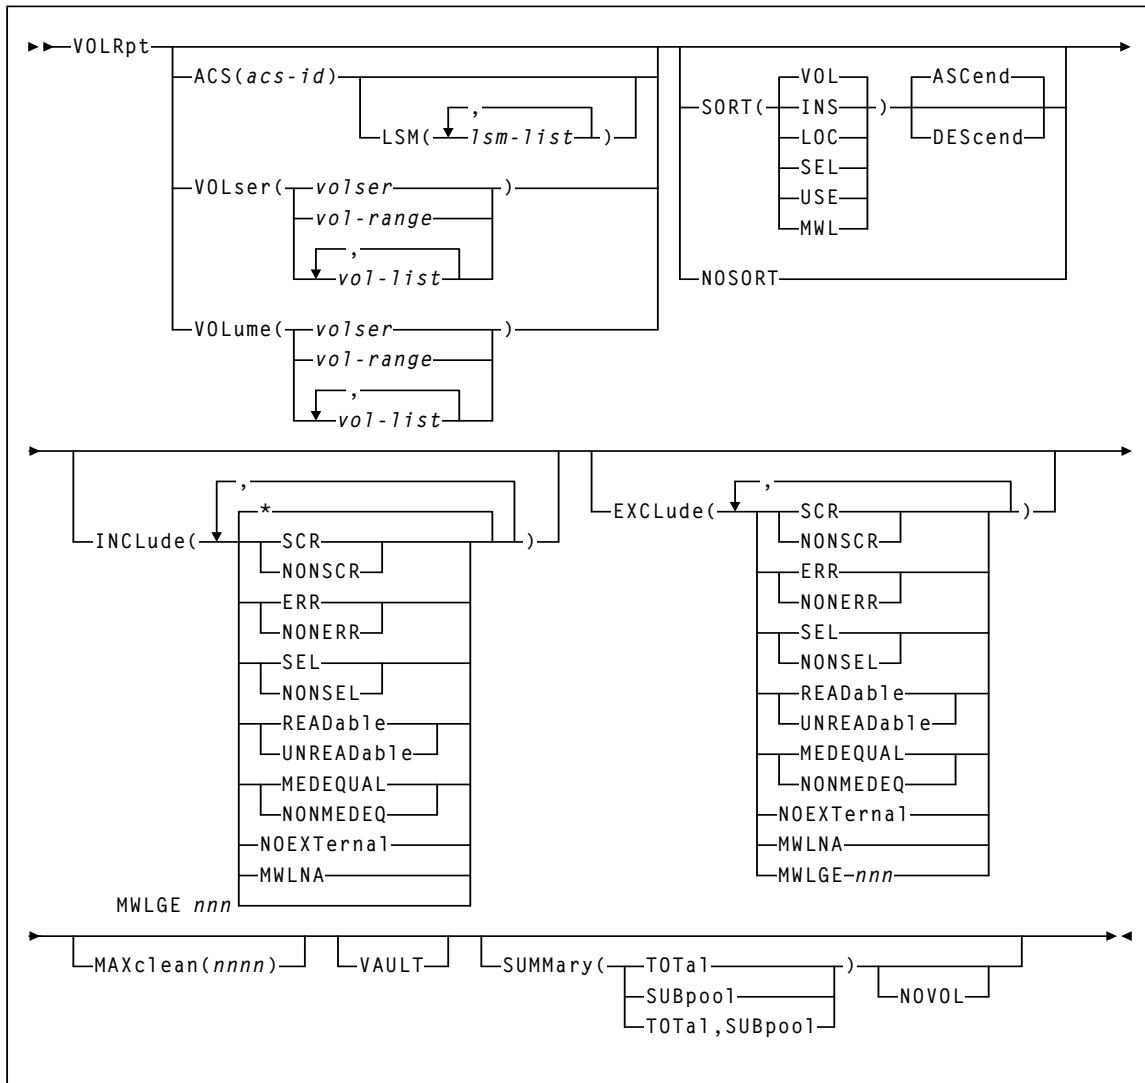 VOLRpt
ACS(acs-id)
LSM(
,
lsm-list
)
VOLser(
volser
)
vol-range
,
vol-list
VOLume(
volser
)
vol-range
,
vol-list
SORT(
VOL
INS
LOC
SEL
USE
MWL
)
ASCend
DEScend
NOSORT
INCLude(
,
*
SCR
NONSCR
ERR
NONERR
SEL
NONSEL
READable
UNREADable
MEDEQUAL
NONMEDEQ
NOEXTernal
MWLNA
MWLGE nnn
)
EXCLude(
,
SCR
NONSCR
ERR
NONERR
SEL
NONSEL
READable
UNREADable
MEDEQUAL
NONMEDEQ
NOEXTernal
MWLNA
MWLGE nnn
)
MAXclean(nnnn)
VAULT
SUMMary(
TOTal
SUBpool
TOTal,SUBpool
)
NOVOL